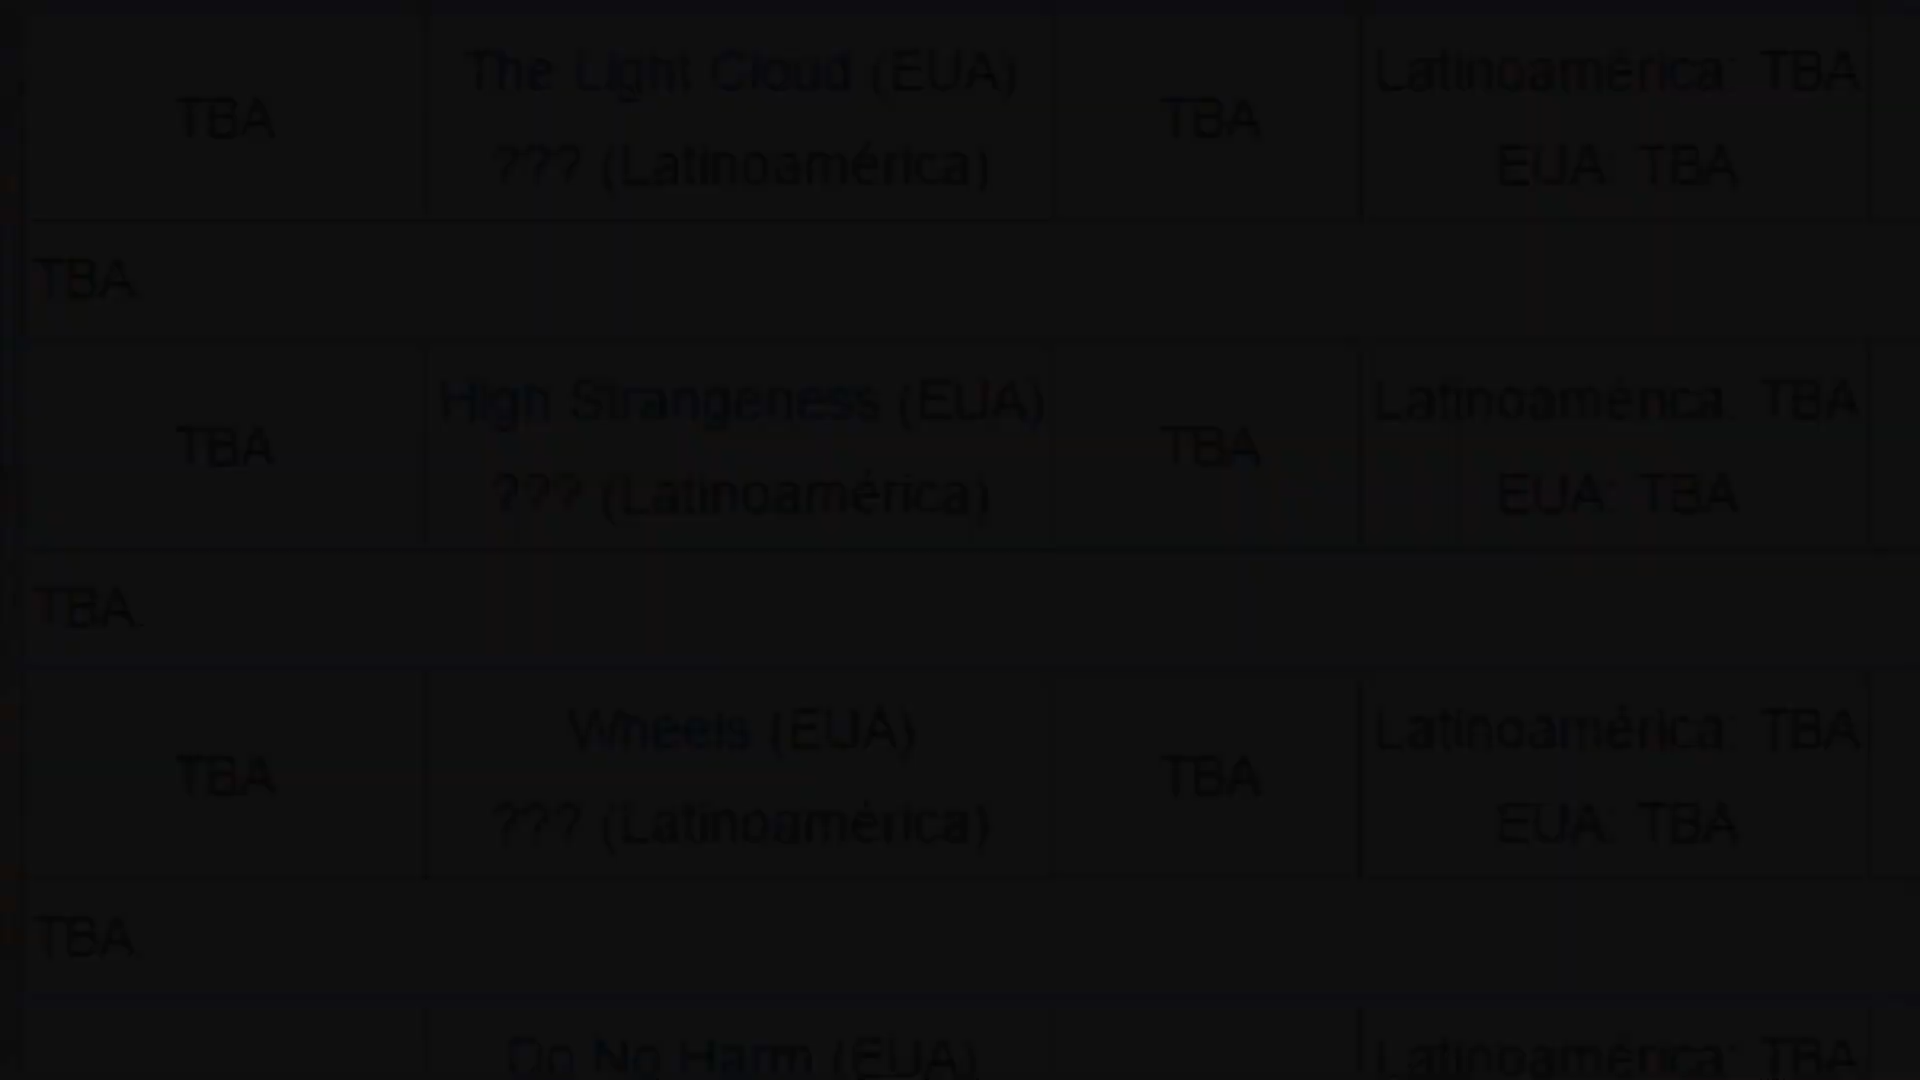 TBA
The Light Cloud (EUA)
??? (Latinoamérica)
TBA
Latinoamérica: TBA
EUA: TBA
TBA.
TBA
High Strangeness (EUA)
??? (Latinoamérica)
TBA
Latinoamérica: TBA
EUA: TBA
TBA.
TBA
Wheels (EUA)
??? (Latinoamérica)
TBA
Latinoamérica: TBA
EUA: TBA
TBA.
Do No Harm (EUA)
Latinoamérica: TBA